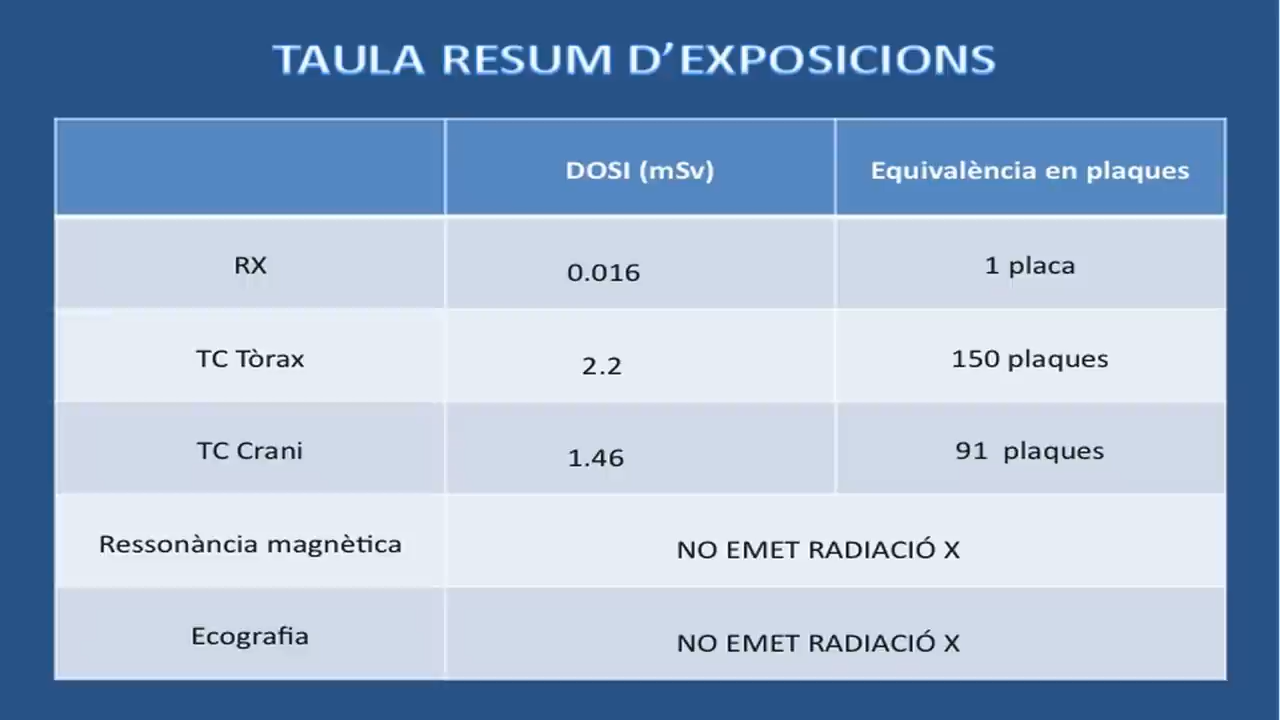 TAULA RESUM D’EXPOSICIONS
DOSI (mSv) Equivalència en plaques
RX 0.016 1 placa
TC Tòrax 2.2 150 plaques
TC Crani 1.46 91 plaques
Ressonància magnètica NO EMET RADIACIÓ X
Ecografia NO EMET RADIACIÓ X